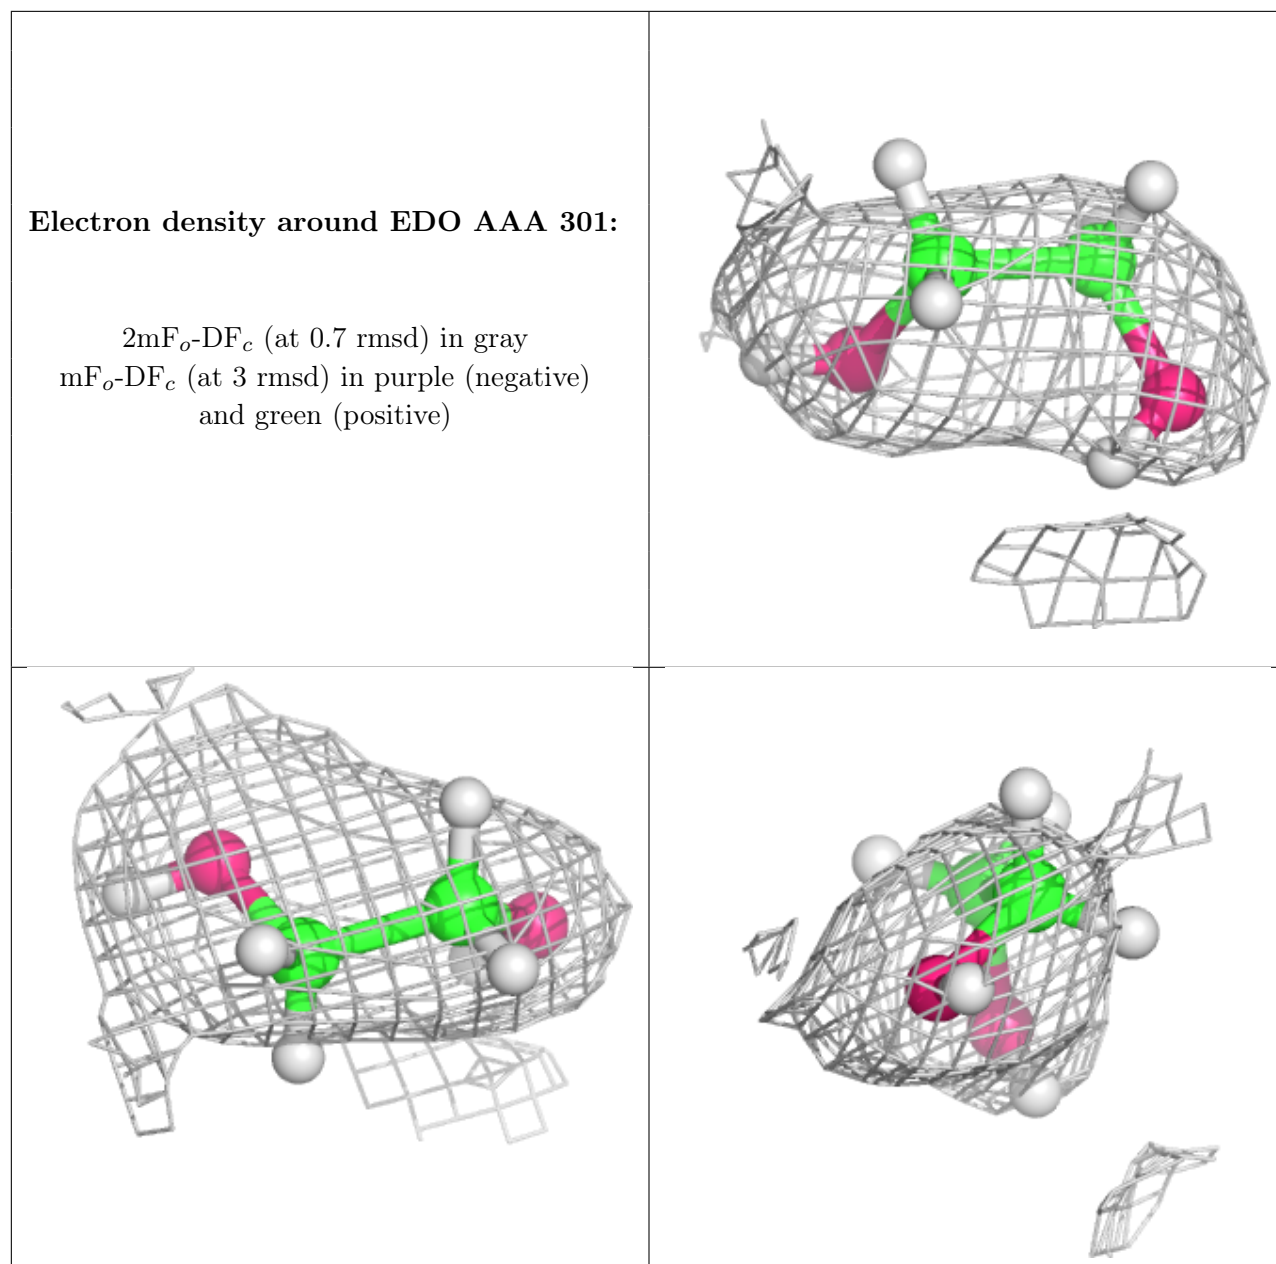 Electron density around EDO AAA 301:
2mFo-DFc (at 0.7 rmsd) in gray
mFo-DFc (at 3 rmsd) in purple (negative)
and green (positive)